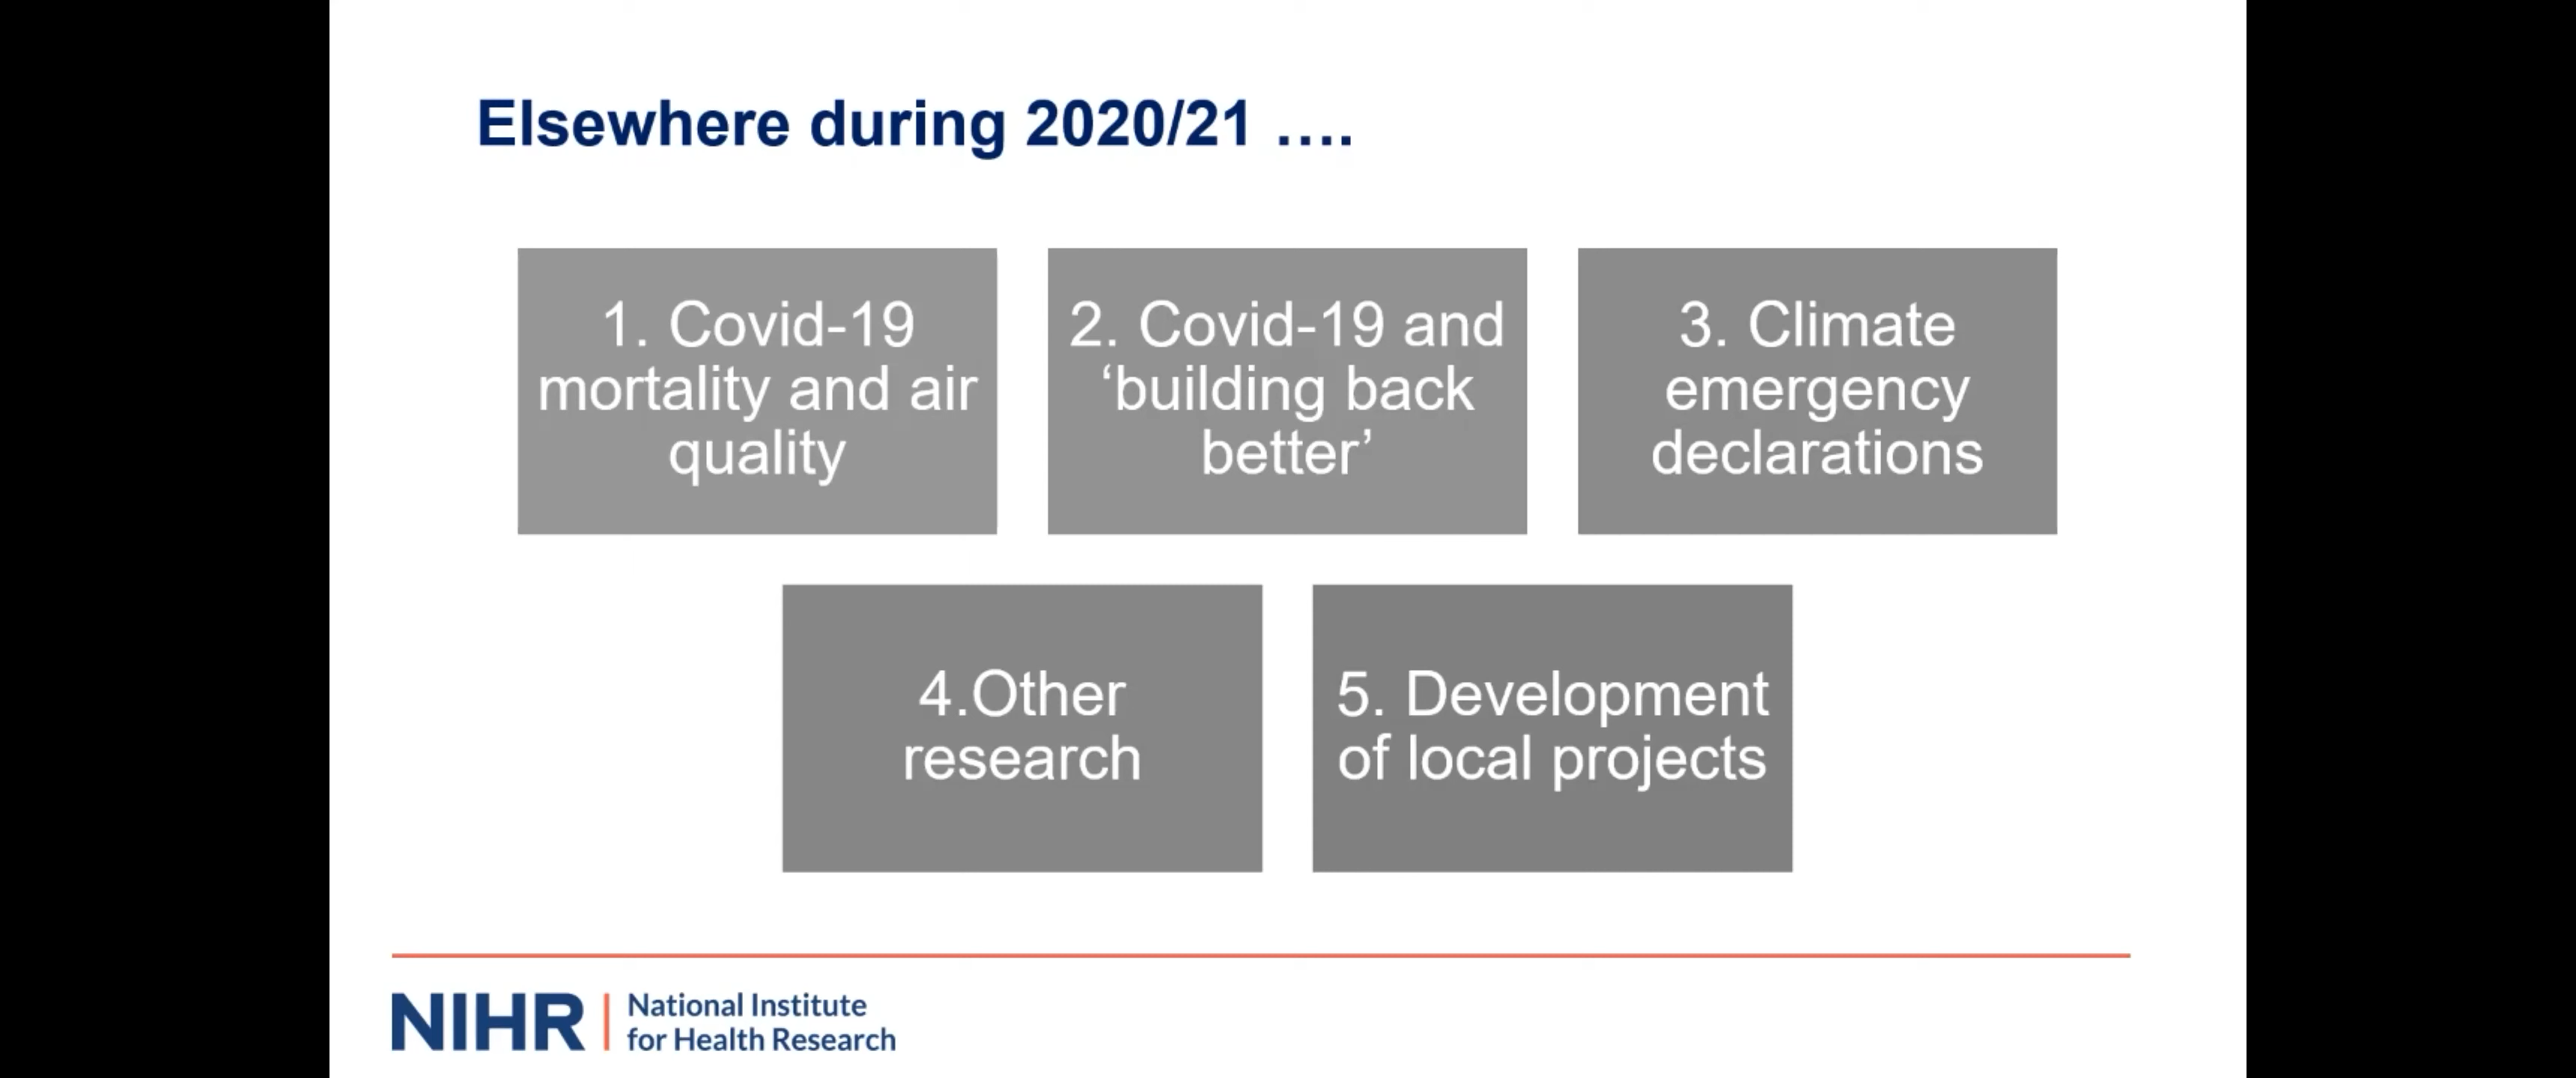 Elsewhere during 2020/21 ....
1. Covid-19
mortality and air
quality
2. Covid-19 and
‘building back
better’
3. Climate
emergency
declarations
4.Other
research
5. Development
of local projects
NIHR
National Institute
for Health Research